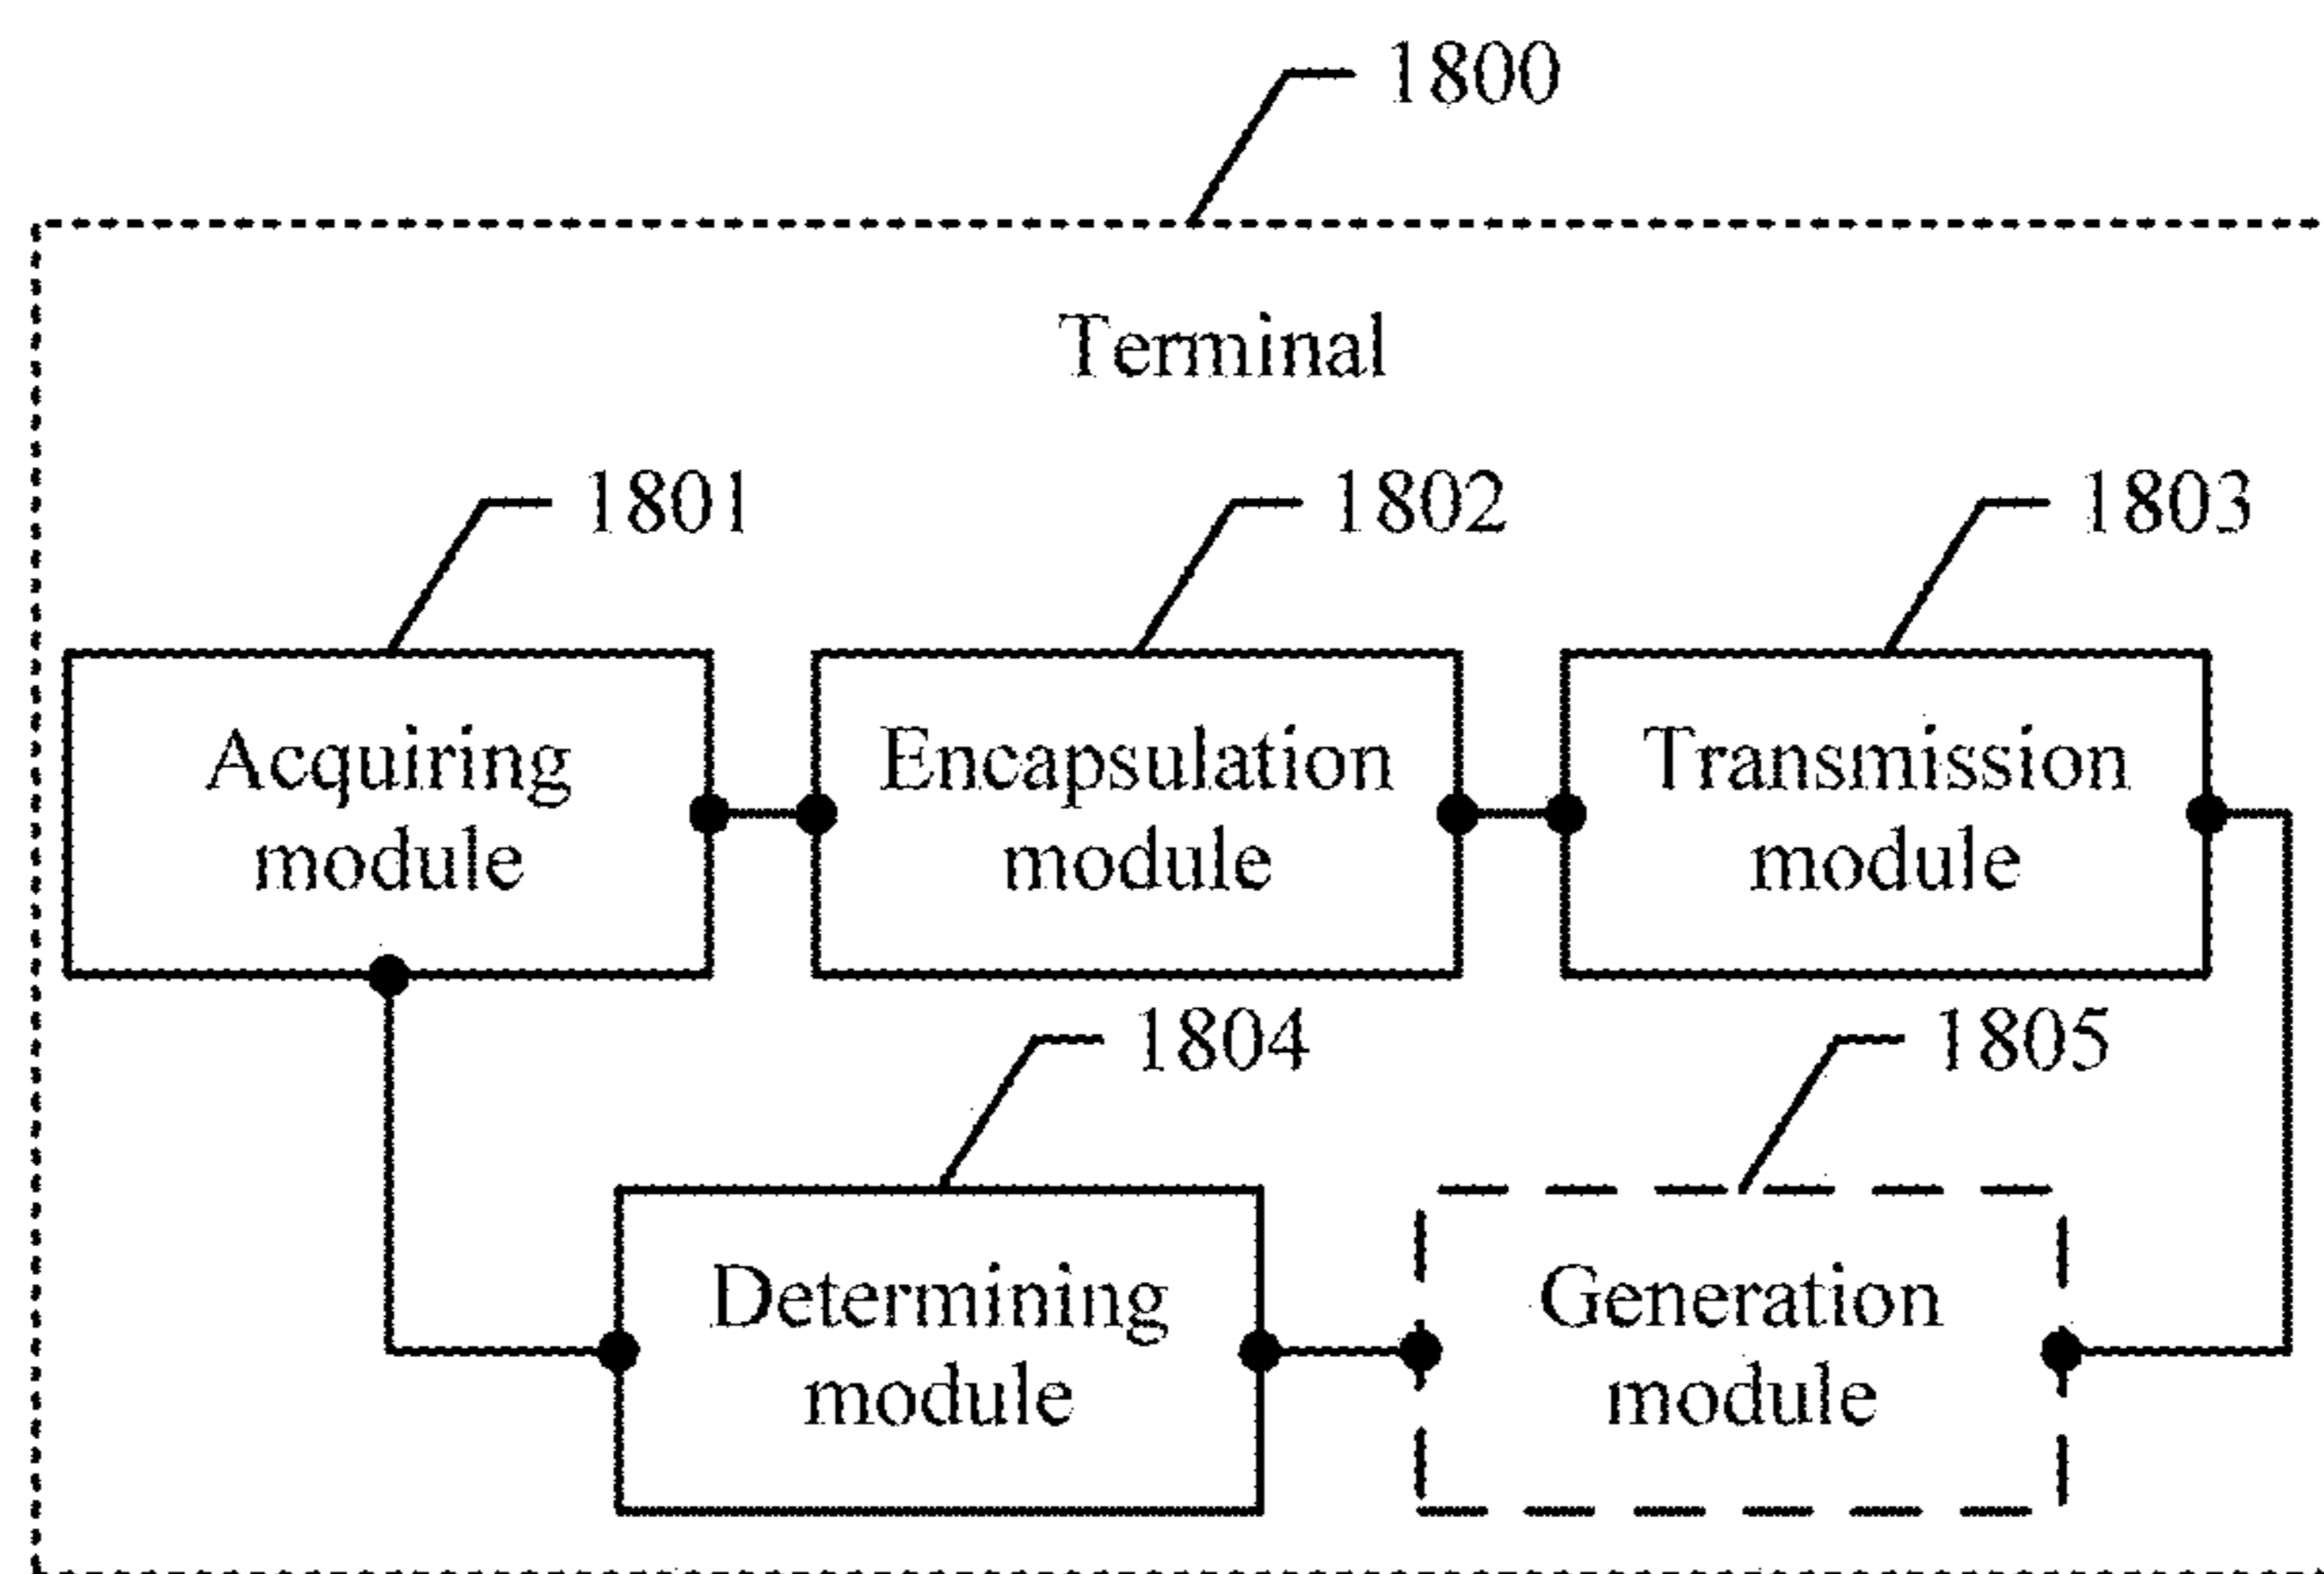 1800
Terminal
1801
1802
1803
Acquiring
module
Encapsulation
module
Transmission
module
1804
1805
Determining
module
Generation
module